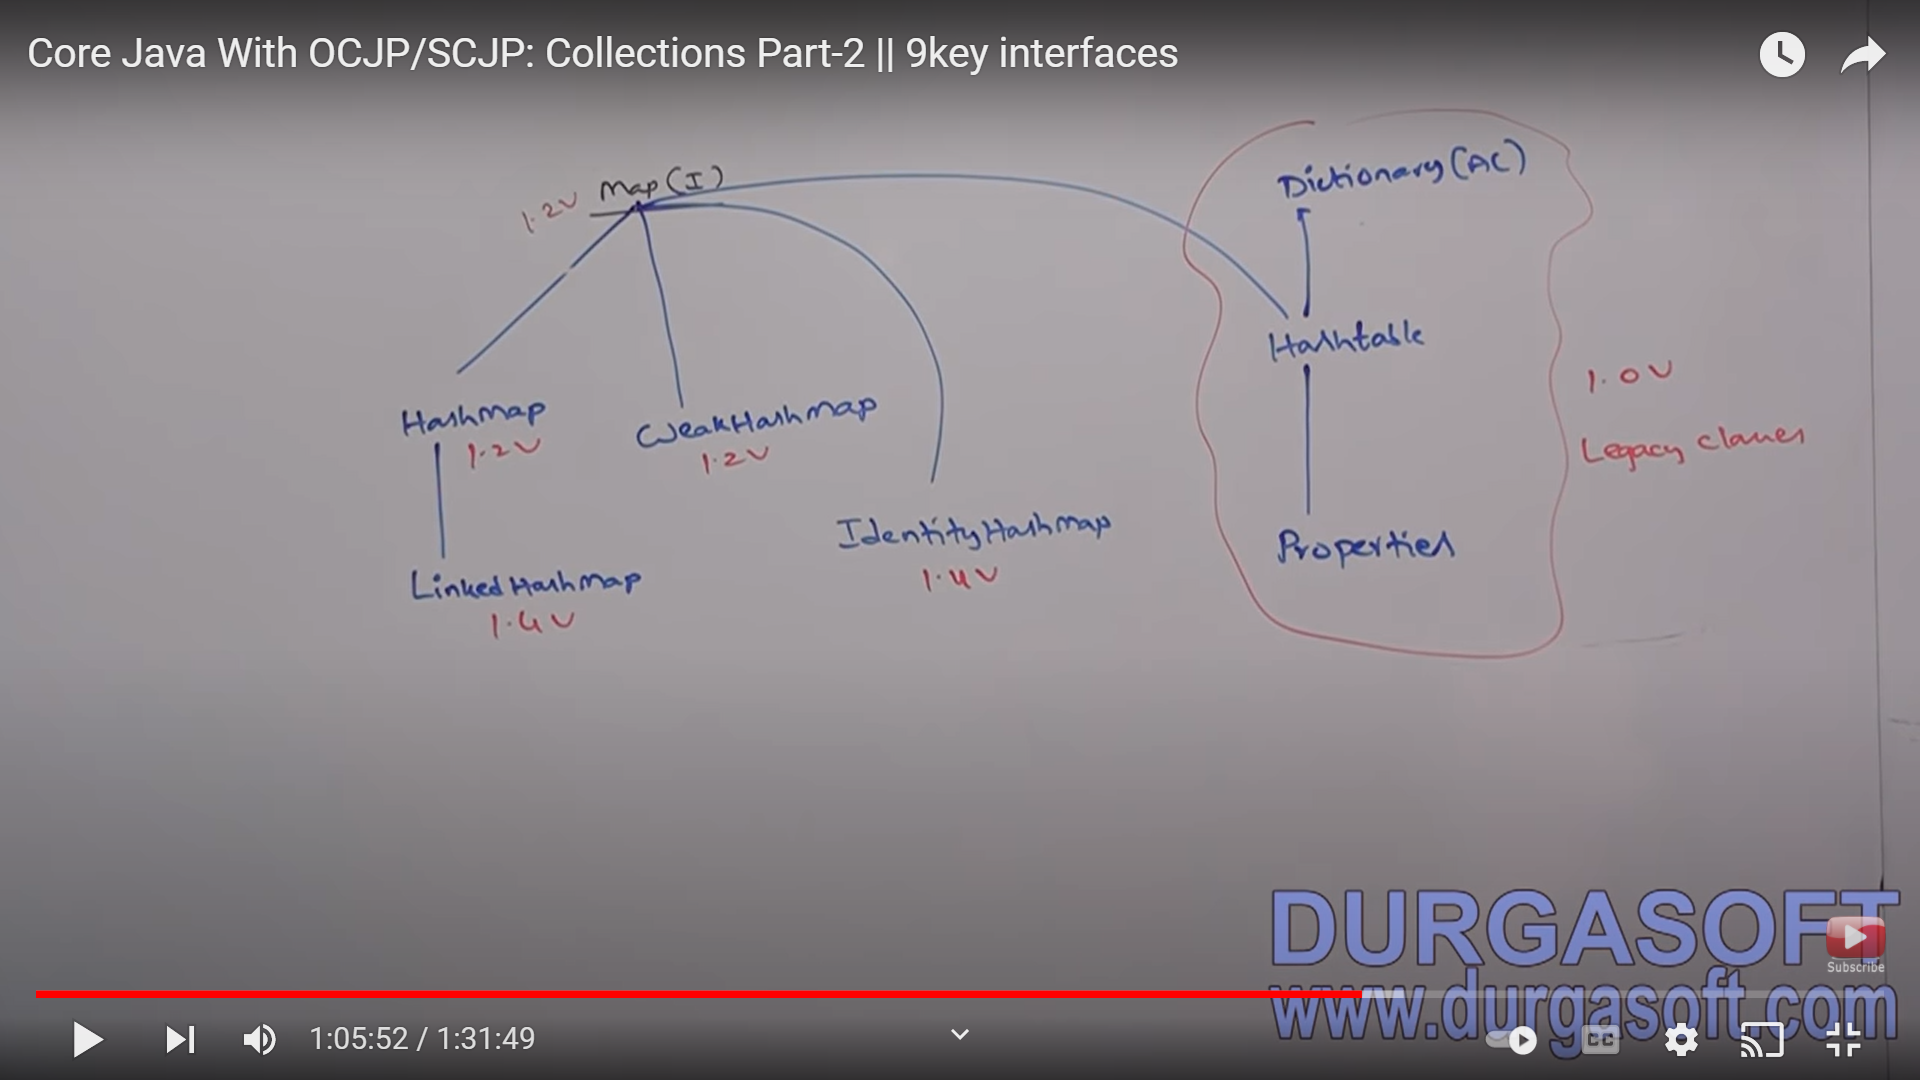 Core Java With OCJP/SCJP: Collections Part-2 || 9key interfaces
Dictionary(AC)
1.2V Map(I)
Hashtable
1.0V
HashMap
1.2V
WeakHashMap
1.2V
Legacy classes
IdentityHashMap
1.4V
Properties
LinkedHashMap
1.4V
DURGASOFT
Subscribe
www.durgasoft.com
1:05:52 / 1:31:49
CC